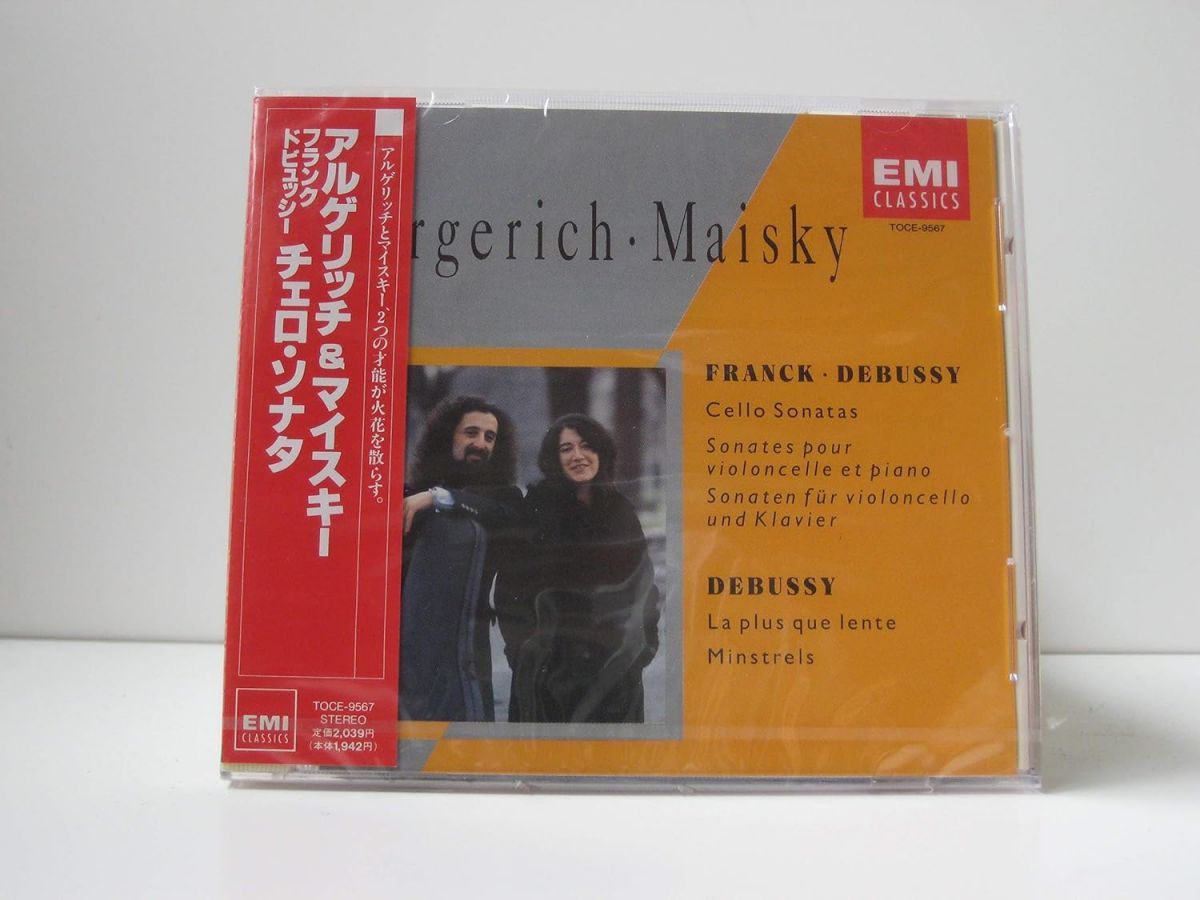 アルゲリッチとマイスキー、2つの才能が火花を散らす。
アルゲリッチ&マイスキー
フランク
ドビュッシー
チェロ・ソナタ
EMI
CLASSICS
TOCE-9567
STEREO
定価2,039円
(本体1,942円)
rgerich · Maisky
EMI
CLASSICS
TOCE-9567
FRANCK · DEBUSSY
Cello Sonatas
Sonates pour
violoncelle et piano
Sonaten für violoncello
und Klavier
DEBUSSY
La plus que lente
Minstrels